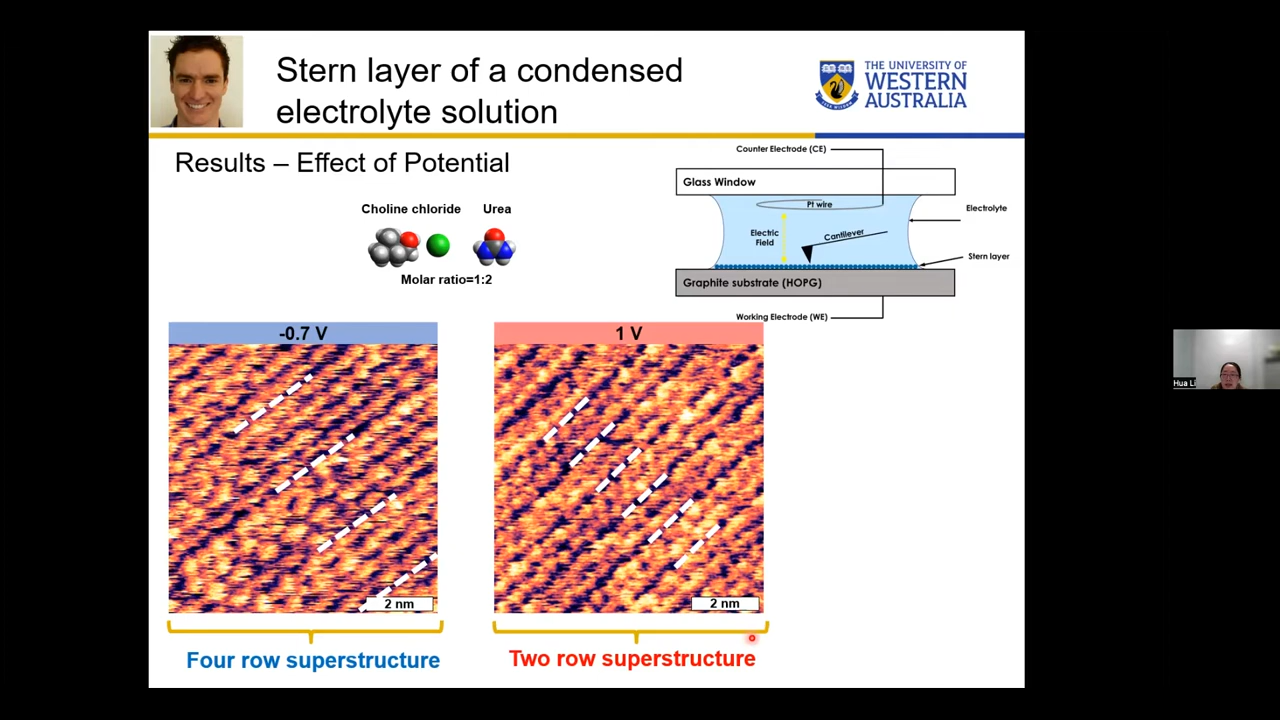 Stern layer of a condensed
electrolyte solution
THE UNIVERSITY OF
WESTERN
AUSTRALIA
Results – Effect of Potential
Choline chloride
Urea
Molar ratio=1:2
Counter Electrode (CE)
Glass Window
Pt wire
Electrolyte
Electric
Field
Cantilever
Stern layer
Graphite substrate (HOPG)
Working Electrode (WE)
-0.7 V
1 V
2 nm
2 nm
Four row superstructure
Two row superstructure
Hua Li